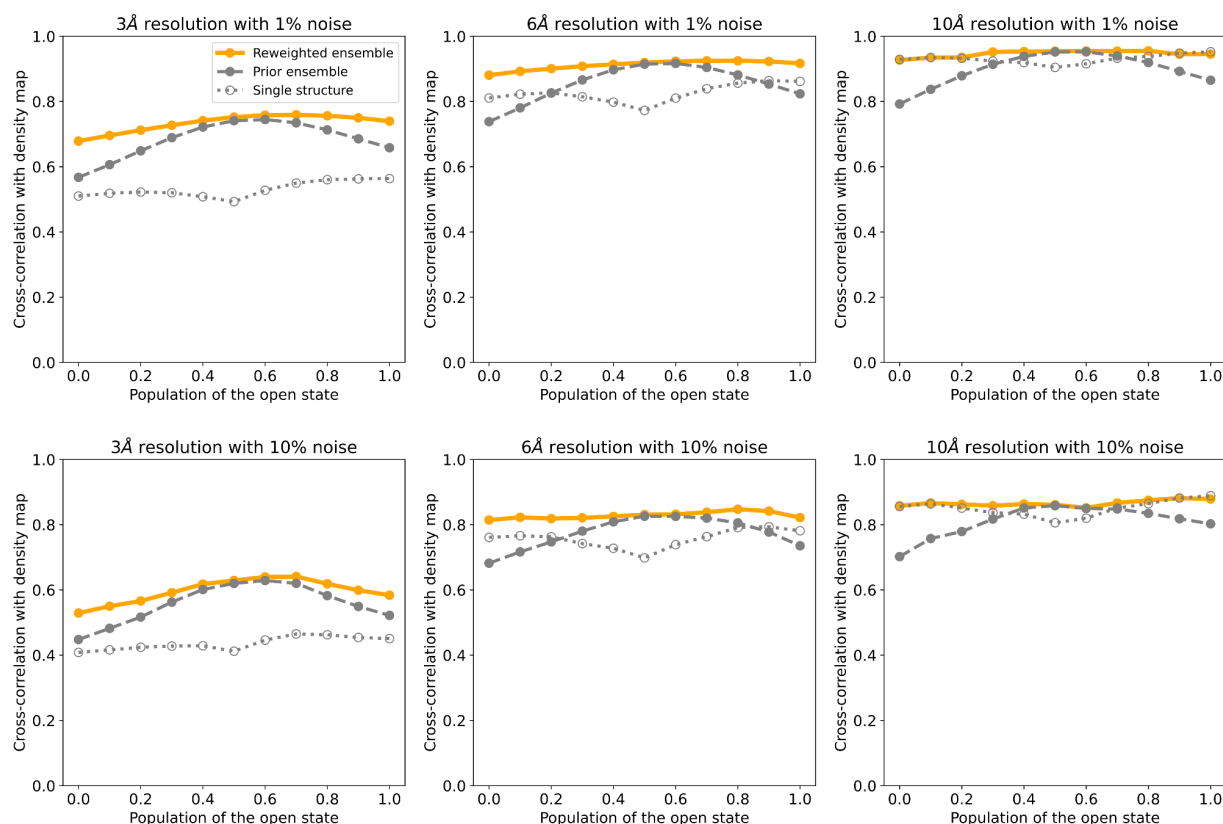 3Å resolution with 1% noise
Cross-correlation with density map
1.0
0.8
0.6
0.4
0.2
0.0
Reweighted ensemble
Prior ensemble
Single structure
0.0 0.2 0.4 0.6 0.8 1.0
Population of the open state
6Å resolution with 1% noise
Cross-correlation with density map
1.0
0.8
0.6
0.4
0.2
0.0
0.0 0.2 0.4 0.6 0.8 1.0
Population of the open state
10Å resolution with 1% noise
Cross-correlation with density map
1.0
0.8
0.6
0.4
0.2
0.0
0.0 0.2 0.4 0.6 0.8 1.0
Population of the open state
3Å resolution with 10% noise
Cross-correlation with density map
1.0
0.8
0.6
0.4
0.2
0.0
0.0 0.2 0.4 0.6 0.8 1.0
Population of the open state
6Å resolution with 10% noise
Cross-correlation with density map
1.0
0.8
0.6
0.4
0.2
0.0
0.0 0.2 0.4 0.6 0.8 1.0
Population of the open state
10Å resolution with 10% noise
Cross-correlation with density map
1.0
0.8
0.6
0.4
0.2
0.0
0.0 0.2 0.4 0.6 0.8 1.0
Population of the open state